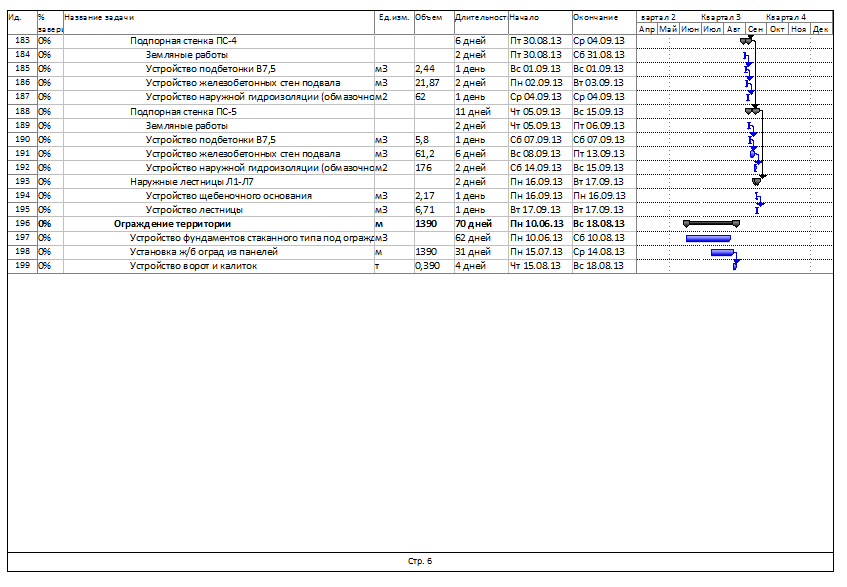 Ид. % Название задачи Ед.изм. Объем Длительност Начало Окончание вартал 2 Квартал 3 Квартал 4
завер Апр Май Июн Июл Авг Сен Окт Ноя Дек
183 0% Подпорная стенка ПС-4 6 дней Пт 30.08.13 Ср 04.09.13
184 0% Земляные работы 2 дней Пт 30.08.13 Сб 31.08.13
185 0% Устройство подбетонки В7,5 м3 2,44 1 день Вс 01.09.13 Вс 01.09.13
186 0% Устройство железобетонных стен подвала м3 21,87 2 дней Пн 02.09.13 Вт 03.09.13
187 0% Устройство наружной гидроизоляции (обмазочно м2 62 1 день Ср 04.09.13 Ср 04.09.13
188 0% Подпорная стенка ПС-5 11 дней Чт 05.09.13 Вс 15.09.13
189 0% Земляные работы 2 дней Чт 05.09.13 Пт 06.09.13
190 0% Устройство подбетонки В7,5 м3 5,8 1 день Сб 07.09.13 Сб 07.09.13
191 0% Устройство железобетонных стен подвала м3 61,2 6 дней Вс 08.09.13 Пт 13.09.13
192 0% Устройство наружной гидроизоляции (обмазочно м2 176 2 дней Сб 14.09.13 Вс 15.09.13
193 0% Наружные лестницы Л1-Л7 2 дней Пн 16.09.13 Вт 17.09.13
194 0% Устройство щебеночного основания м3 2,17 1 день Пн 16.09.13 Пн 16.09.13
195 0% Устройство лестницы м3 6,71 1 день Вт 17.09.13 Вт 17.09.13
196 0% Ограждение территории м 1390 70 дней Пн 10.06.13 Вс 18.08.13
197 0% Устройство фундаментов стаканного типа под огражд м3 62 дней Пн 10.06.13 Сб 10.08.13
198 0% Установка ж/б оград из панелей м 1390 31 дней Пн 15.07.13 Ср 14.08.13
199 0% Устройство ворот и калиток т 0,390 4 дней Чт 15.08.13 Вс 18.08.13
Стр. 6